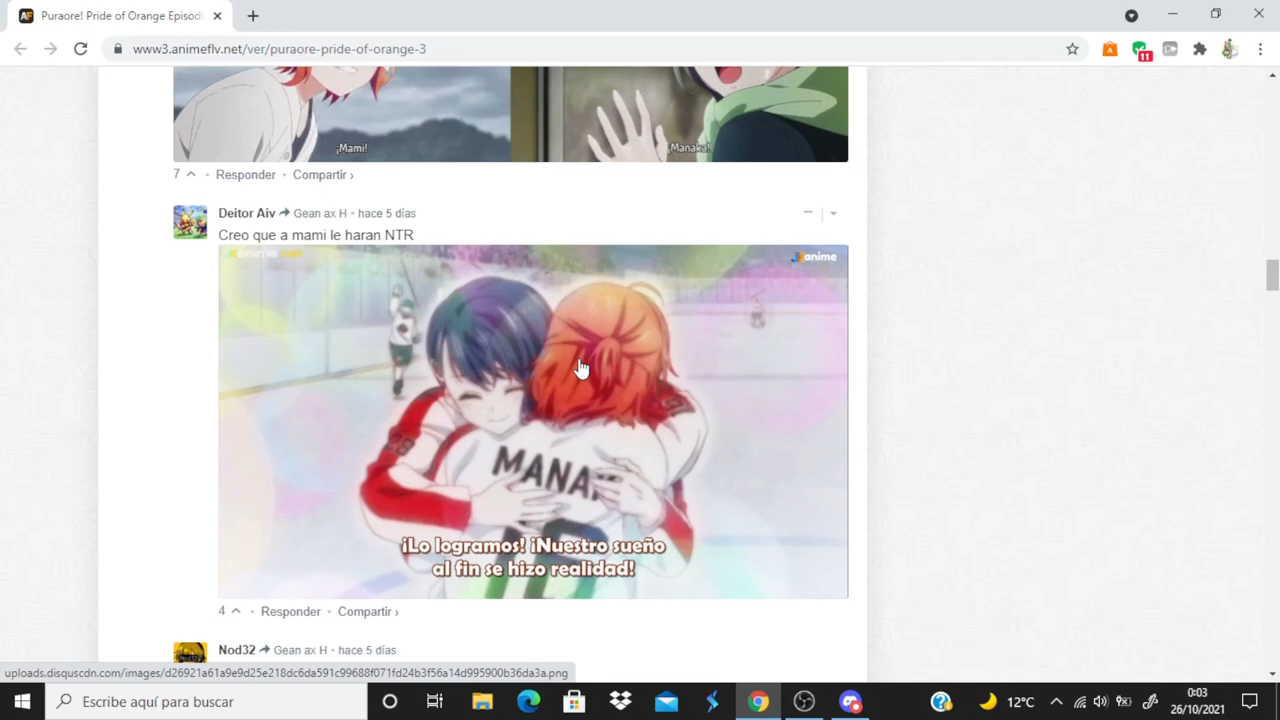 Puraore! Pride of Orange Episodi
www3.animeflv.net/ver/puraore-pride-of-orange-3
11
¡Mami!
¡Manaka!
7 • Responder • Compartir ›
Deitor Aiv Gean ax H • hace 5 días
Creo que a mami le haran NTR
anime
28
MANA
¡Lo logramos! ¡Nuestro sueño
al fin se hizo realidad!
4 • Responder • Compartir ›
Nod32 Gean ax H • hace 5 días
uploads.disquscdn.com/images/d26921a61a9e9d25e218dc6da591c99688f071fd24b3f56a14d995900b36da3a.png
Escribe aquí para buscar
12°C
0:03
26/10/2021